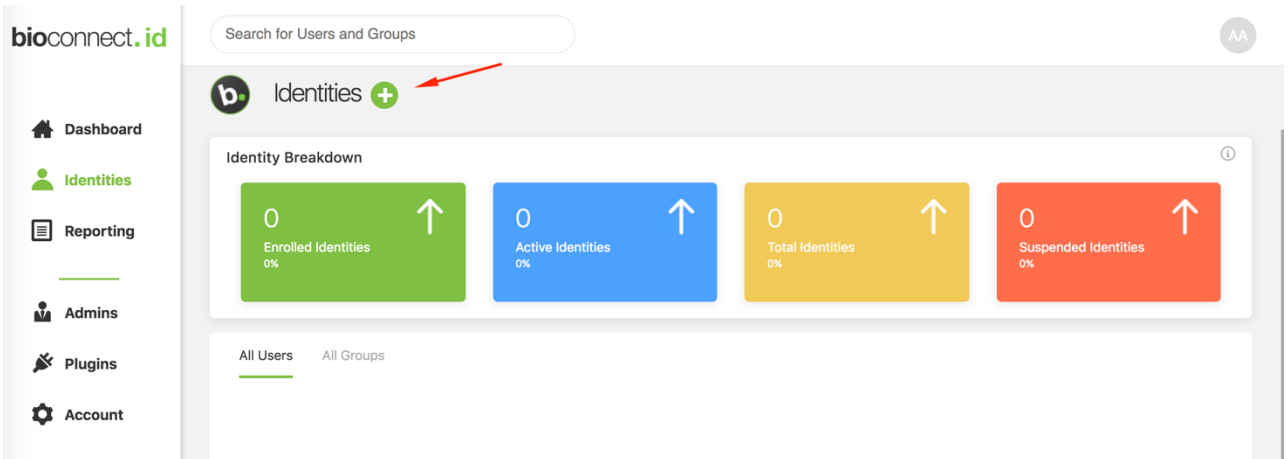 bioconnect.id
Search for Users and Groups
AA
b.
Identities
Dashboard
Identities
Reporting
Admins
Plugins
Account
Identity Breakdown
0
Enrolled Identities
0%
0
Active Identities
0%
0
Total Identities
0%
0
Suspended Identities
0%
All Users All Groups